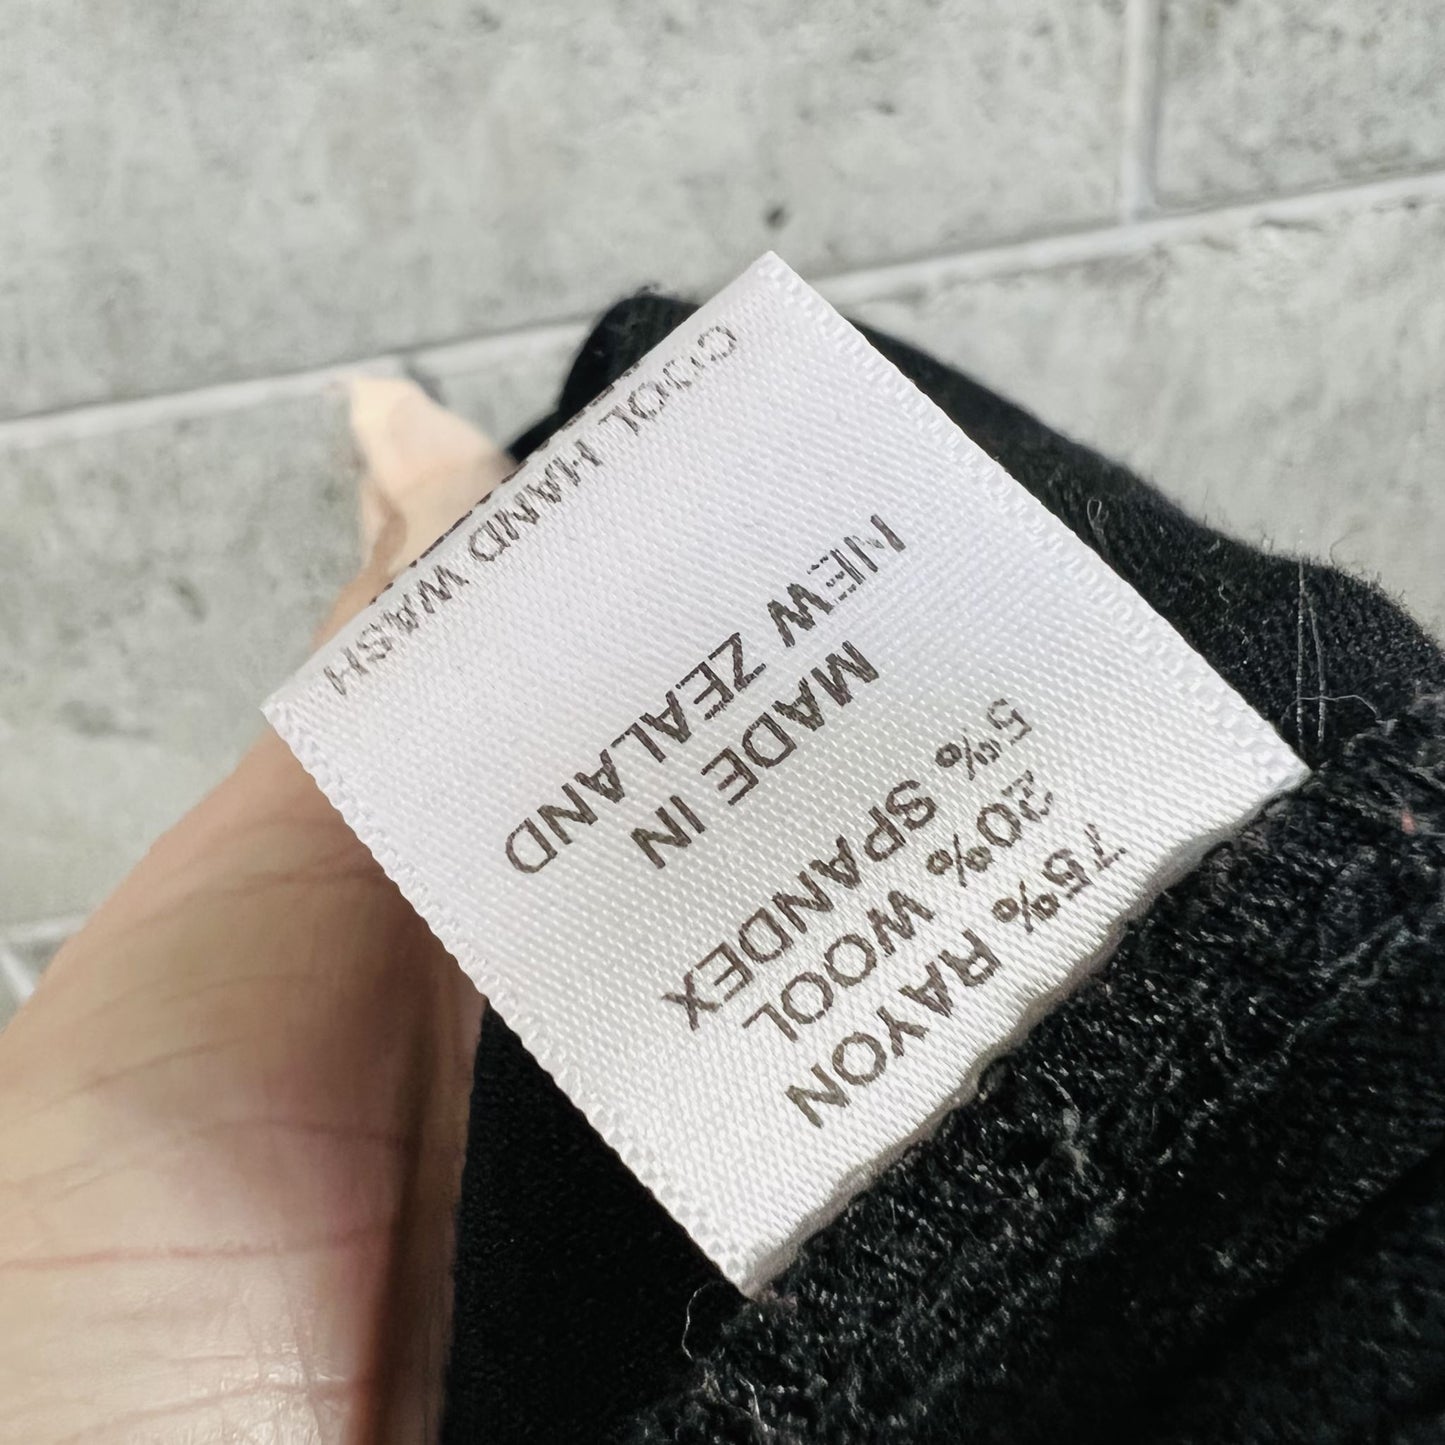 75% RAYON
20% WOOL
5% SPANDEX
MADE IN
NEW ZEALAND
COOL HAND WASH